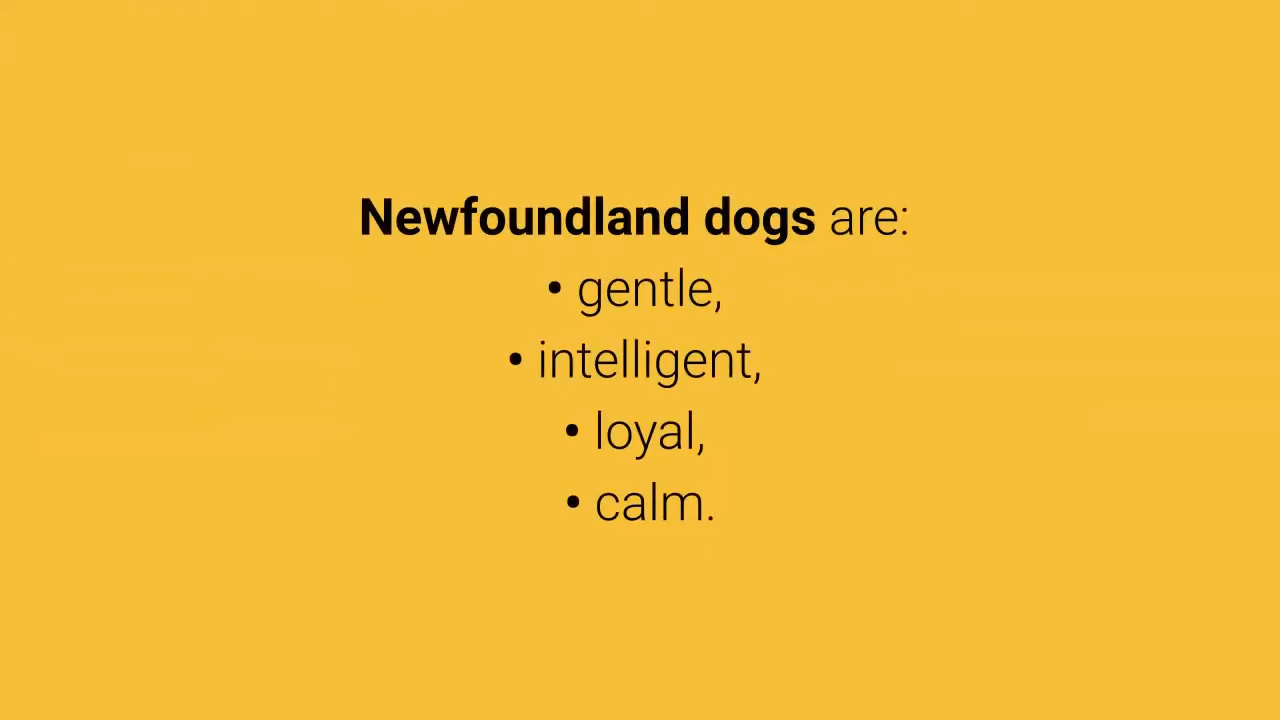 Newfoundland dogs are:
• gentle,
• intelligent,
• loyal,
• calm.